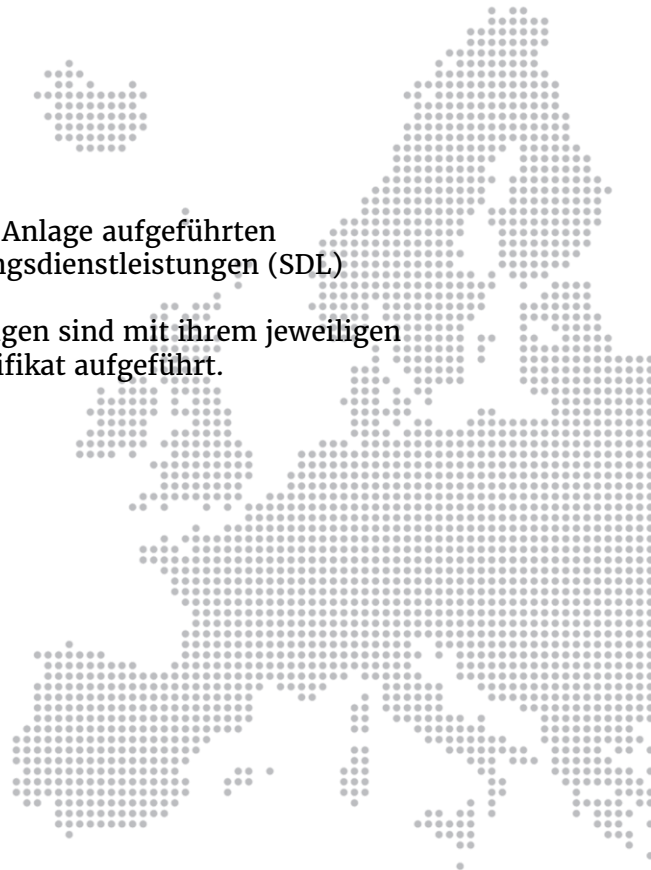 Anlage aufgeführten
ngsdienstleistungen (SDL)
gen sind mit ihrem jeweiligen
ifikat aufgeführt.